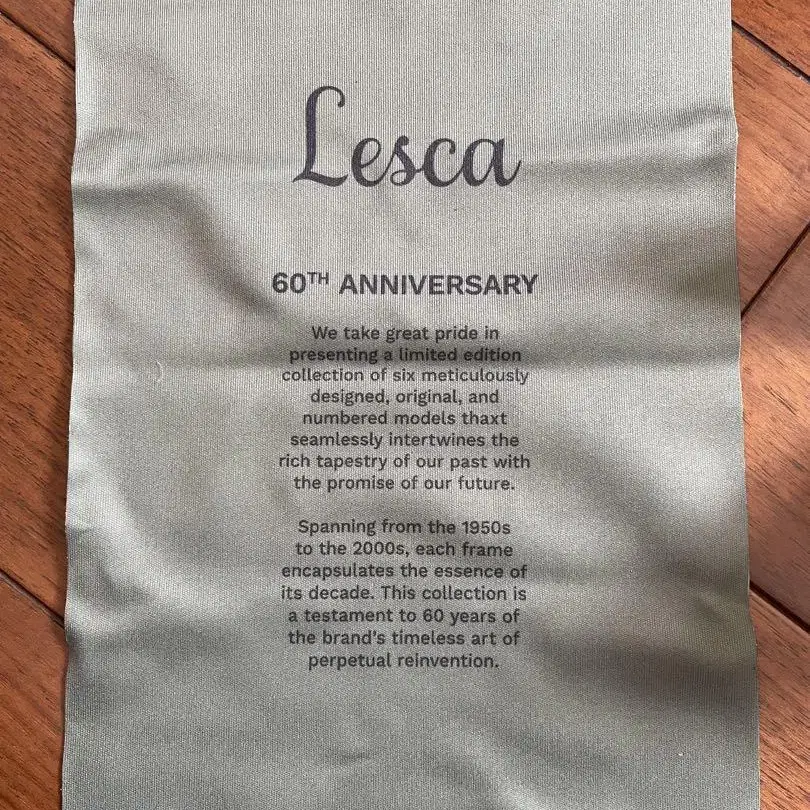 Lesca
60TH ANNIVERSARY
We take great pride in
presenting a limited edition
collection of six meticulously
designed, original, and
numbered models thaxt
seamlessly intertwines the
rich tapestry of our past with
the promise of our future.
Spanning from the 1950s
to the 2000s, each frame
encapsulates the essence of
its decade. This collection is
a testament to 60 years of
the brand's timeless art of
perpetual reinvention.